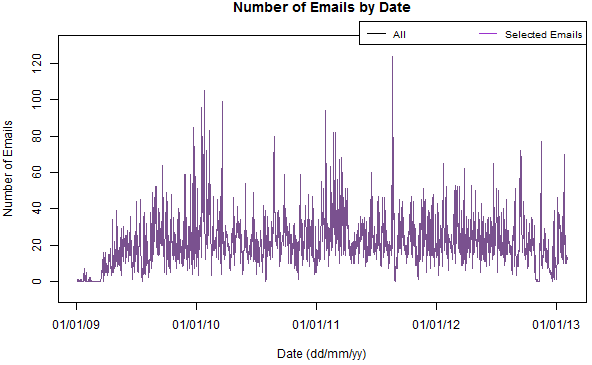 Number of Emails by Date
All Selected Emails
Number of Emails
120
100
80
60
40
20
0
01/01/09 01/01/10 01/01/11 01/01/12 01/01/13
Date (dd/mm/yy)